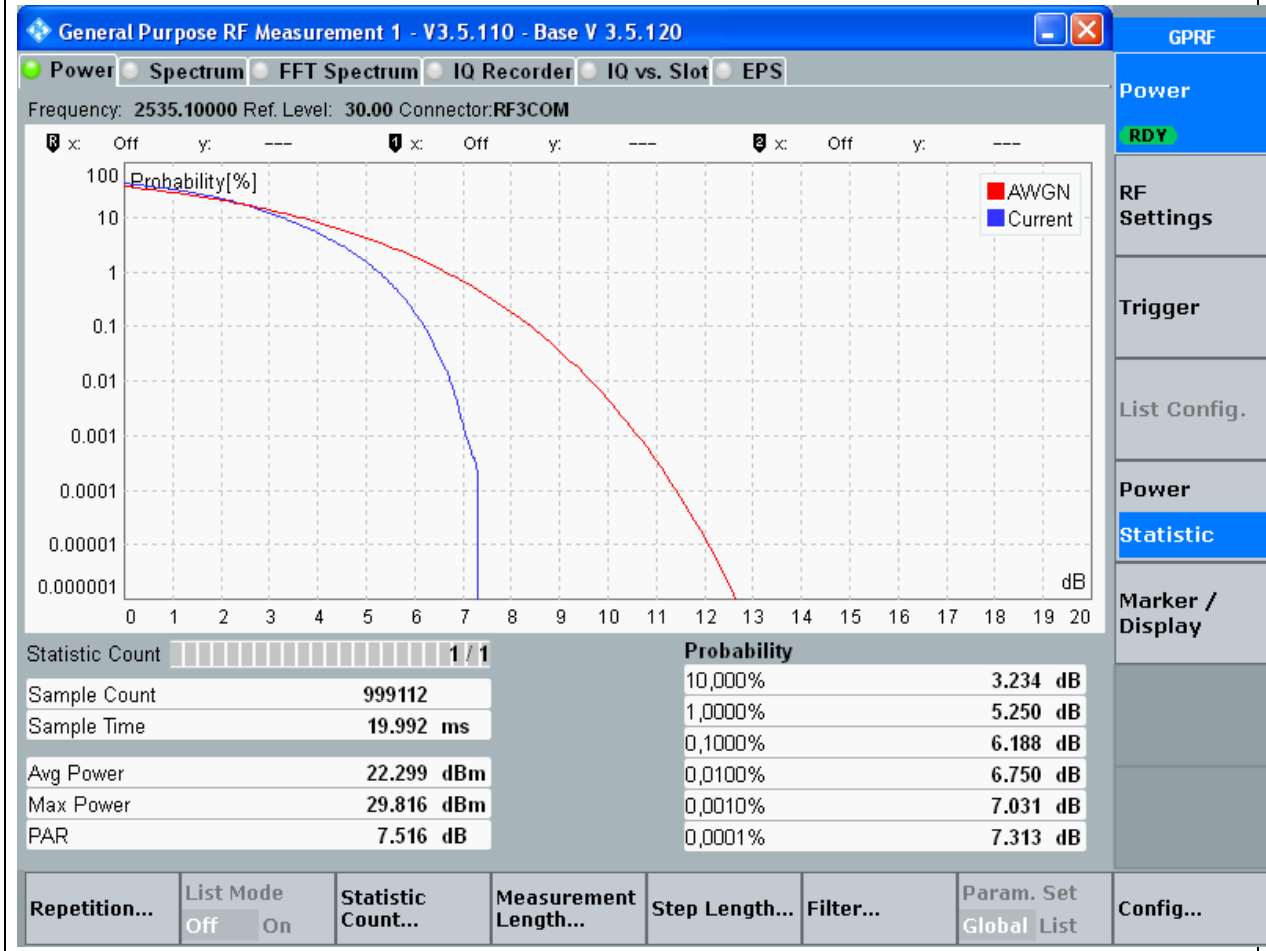 General Purpose RF Measurement 1 - V3.5.110 - Base V 3.5.120
GPRF
Power Spectrum FFT Spectrum IQ Recorder IQ vs. Slot EPS
Frequency: 2535.10000 Ref. Level: 30.00 Connector:RF3COM
R x: Off y: --- 1 x: Off y: --- 2 x: Off y: ---
Probability[%]
AWGN
Current
100
10
1
0.1
0.01
0.001
0.0001
0.00001
0.000001
dB
0 1 2 3 4 5 6 7 8 9 10 11 12 13 14 15 16 17 18 19 20
Statistic Count 1 / 1
Sample Count 999112
Sample Time 19.992 ms
Avg Power 22.299 dBm
Max Power 29.816 dBm
PAR 7.516 dB
Probability
10,000% 3.234 dB
1,0000% 5.250 dB
0,1000% 6.188 dB
0,0100% 6.750 dB
0,0010% 7.031 dB
0,0001% 7.313 dB
Power
RDY
RF
Settings
Trigger
List Config.
Power
Statistic
Marker /
Display
Repetition...
List Mode
Off On
Statistic
Count...
Measurement
Length...
Step Length...
Filter...
Param. Set
Global List
Config...